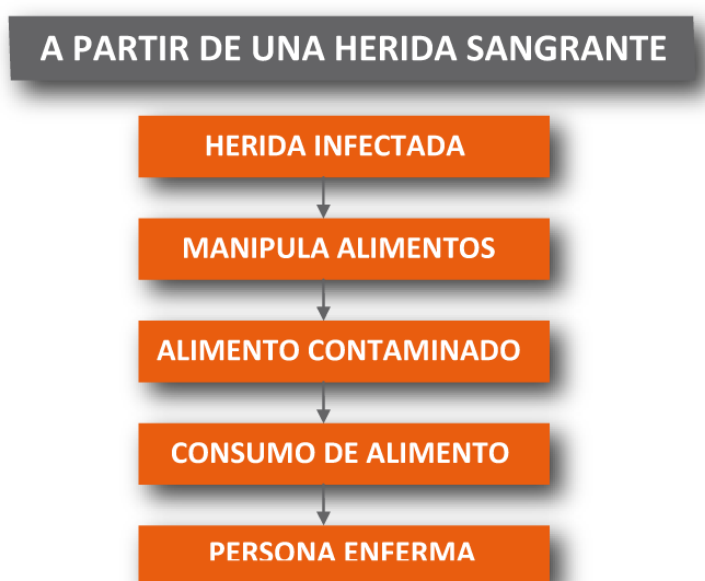 A PARTIR DE UNA HERIDA SANGRANTE
HERIDA INFECTADA
MANIPULA ALIMENTOS
ALIMENTO CONTAMINADO
CONSUMO DE ALIMENTO
PERSONA ENFERMA